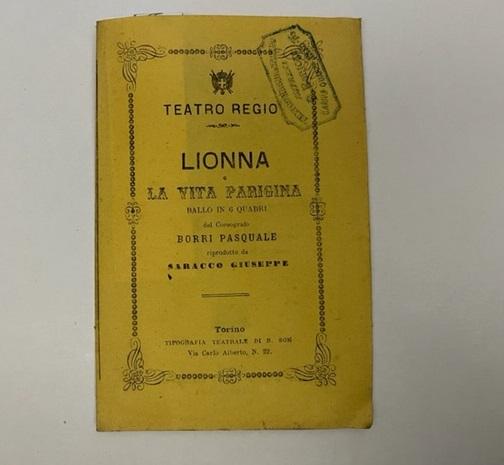 TEATRO REGIO
LIONNA
o
LA VITA PARIGINA
BALLO IN 6 QUADRI
del Coreografo
BORRI PASQUALE
riprodotto da
SARACCO GIUSEPPE
Torino
TIPOGRAFIA TEATRALE DI B. SON
Via Carlo Alberto, N. 22.